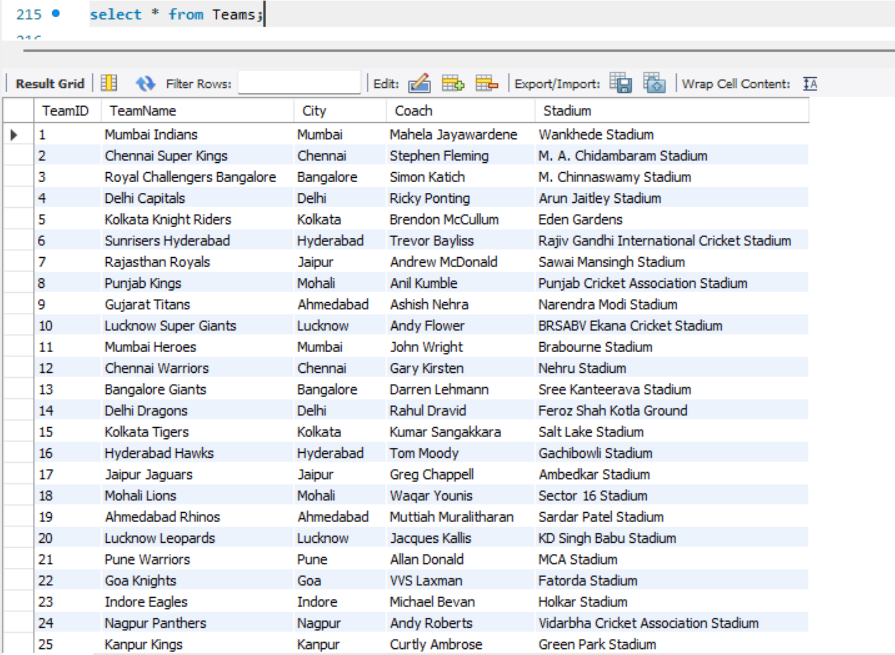 215 select * from Teams;
Result Grid Filter Rows: Edit: Export/Import: Wrap Cell Content:
TeamID TeamName City Coach Stadium
1 Mumbai Indians Mumbai Mahela Jayawardene Wankhede Stadium
2 Chennai Super Kings Chennai Stephen Fleming M. A. Chidambaram Stadium
3 Royal Challengers Bangalore Bangalore Simon Katich M. Chinnaswamy Stadium
4 Delhi Capitals Delhi Ricky Ponting Arun Jaitley Stadium
5 Kolkata Knight Riders Kolkata Brendon McCullum Eden Gardens
6 Sunrisers Hyderabad Hyderabad Trevor Bayliss Rajiv Gandhi International Cricket Stadium
7 Rajasthan Royals Jaipur Andrew McDonald Sawai Mansingh Stadium
8 Punjab Kings Mohali Anil Kumble Punjab Cricket Association Stadium
9 Gujarat Titans Ahmedabad Ashish Nehra Narendra Modi Stadium
10 Lucknow Super Giants Lucknow Andy Flower BRSABV Ekana Cricket Stadium
11 Mumbai Heroes Mumbai John Wright Brabourne Stadium
12 Chennai Warriors Chennai Gary Kirsten Nehru Stadium
13 Bangalore Giants Bangalore Darren Lehmann Sree Kanteerava Stadium
14 Delhi Dragons Delhi Rahul Dravid Feroz Shah Kotla Ground
15 Kolkata Tigers Kolkata Kumar Sangakkara Salt Lake Stadium
16 Hyderabad Hawks Hyderabad Tom Moody Gachibowli Stadium
17 Jaipur Jaguars Jaipur Greg Chappell Ambedkar Stadium
18 Mohali Lions Mohali Waqar Younis Sector 16 Stadium
19 Ahmedabad Rhinos Ahmedabad Muttiah Muralitharan Sardar Patel Stadium
20 Lucknow Leopards Lucknow Jacques Kallis KD Singh Babu Stadium
21 Pune Warriors Pune Allan Donald MCA Stadium
22 Goa Knights Goa VVS Laxman Fatorda Stadium
23 Indore Eagles Indore Michael Bevan Holkar Stadium
24 Nagpur Panthers Nagpur Andy Roberts Vidarbha Cricket Association Stadium
25 Kanpur Kings Kanpur Curtly Ambrose Green Park Stadium